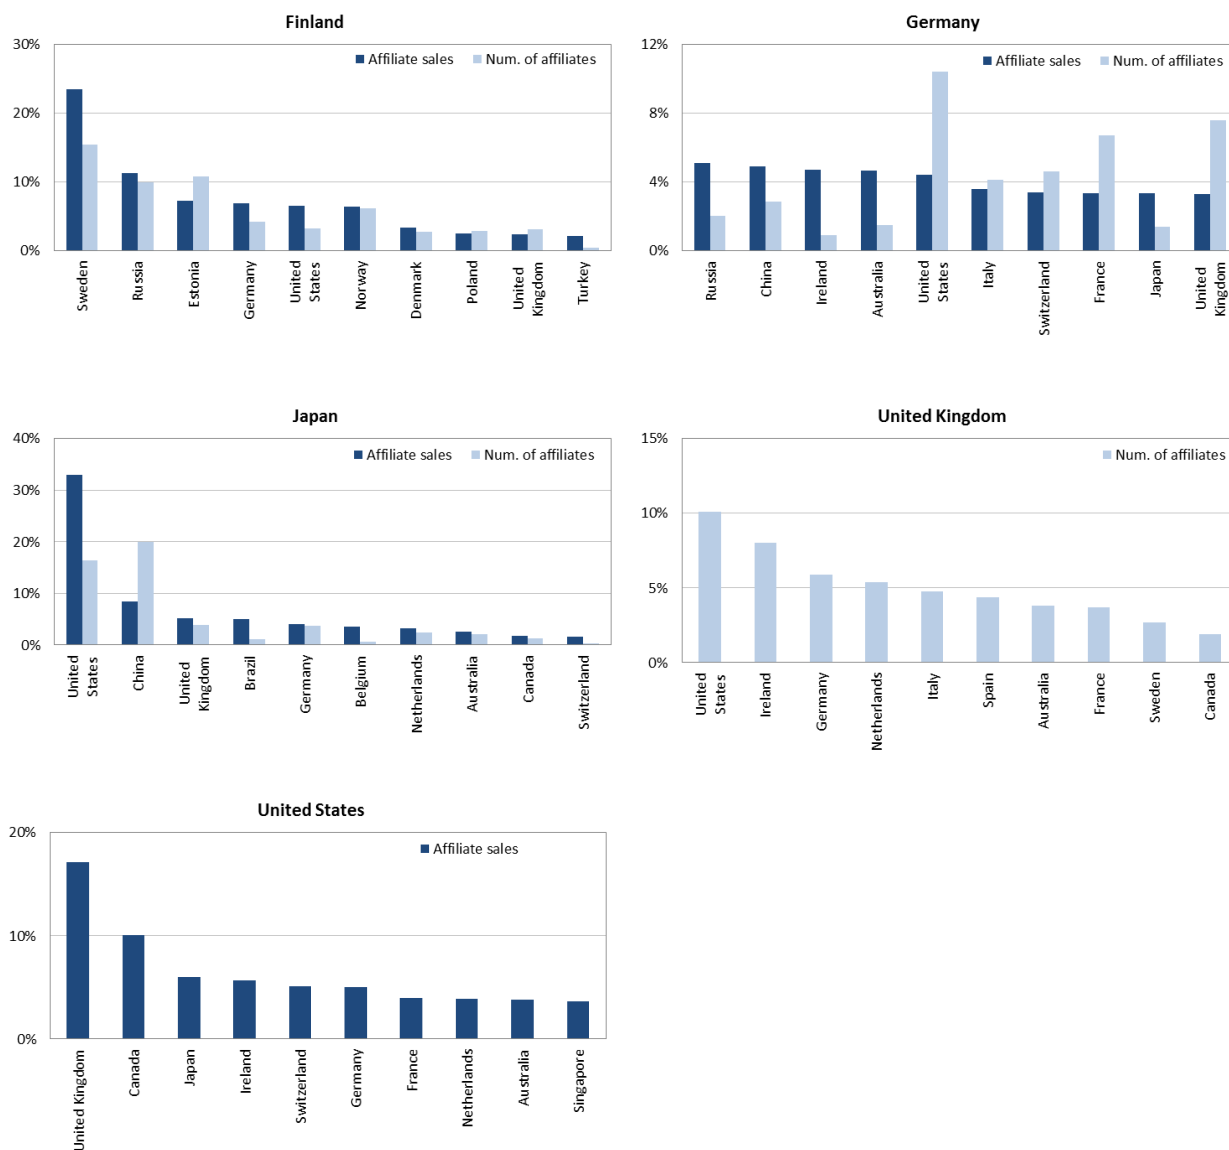 Finland
30%
20%
10%
0%
Affiliate sales
Num. of affiliates
Sweden
Russia
Estonia
Germany
United
States
Norway
Denmark
Poland
United
Kingdom
Turkey
Germany
12%
8%
4%
0%
Affiliate sales
Num. of affiliates
Russia
China
Ireland
Australia
United
States
Italy
Switzerland
France
Japan
United
Kingdom
Japan
40%
30%
20%
10%
0%
Affiliate sales
Num. of affiliates
United
States
China
United
Kingdom
Brazil
Germany
Belgium
Netherlands
Australia
Canada
Switzerland
United Kingdom
15%
10%
5%
0%
Num. of affiliates
United
States
Ireland
Germany
Netherlands
Italy
Spain
Australia
France
Sweden
Canada
United States
20%
10%
0%
Affiliate sales
United Kingdom
Canada
Japan
Ireland
Switzerland
Germany
France
Netherlands
Australia
Singapore